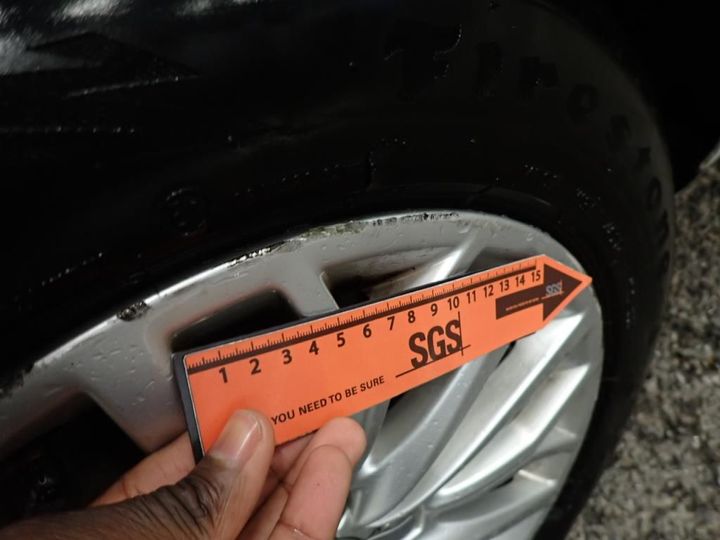 Firestone
1 2 3 4 5 6 7 8 9 10 11 12 13 14 15
SGS
SGS
YOU NEED TO BE SURE